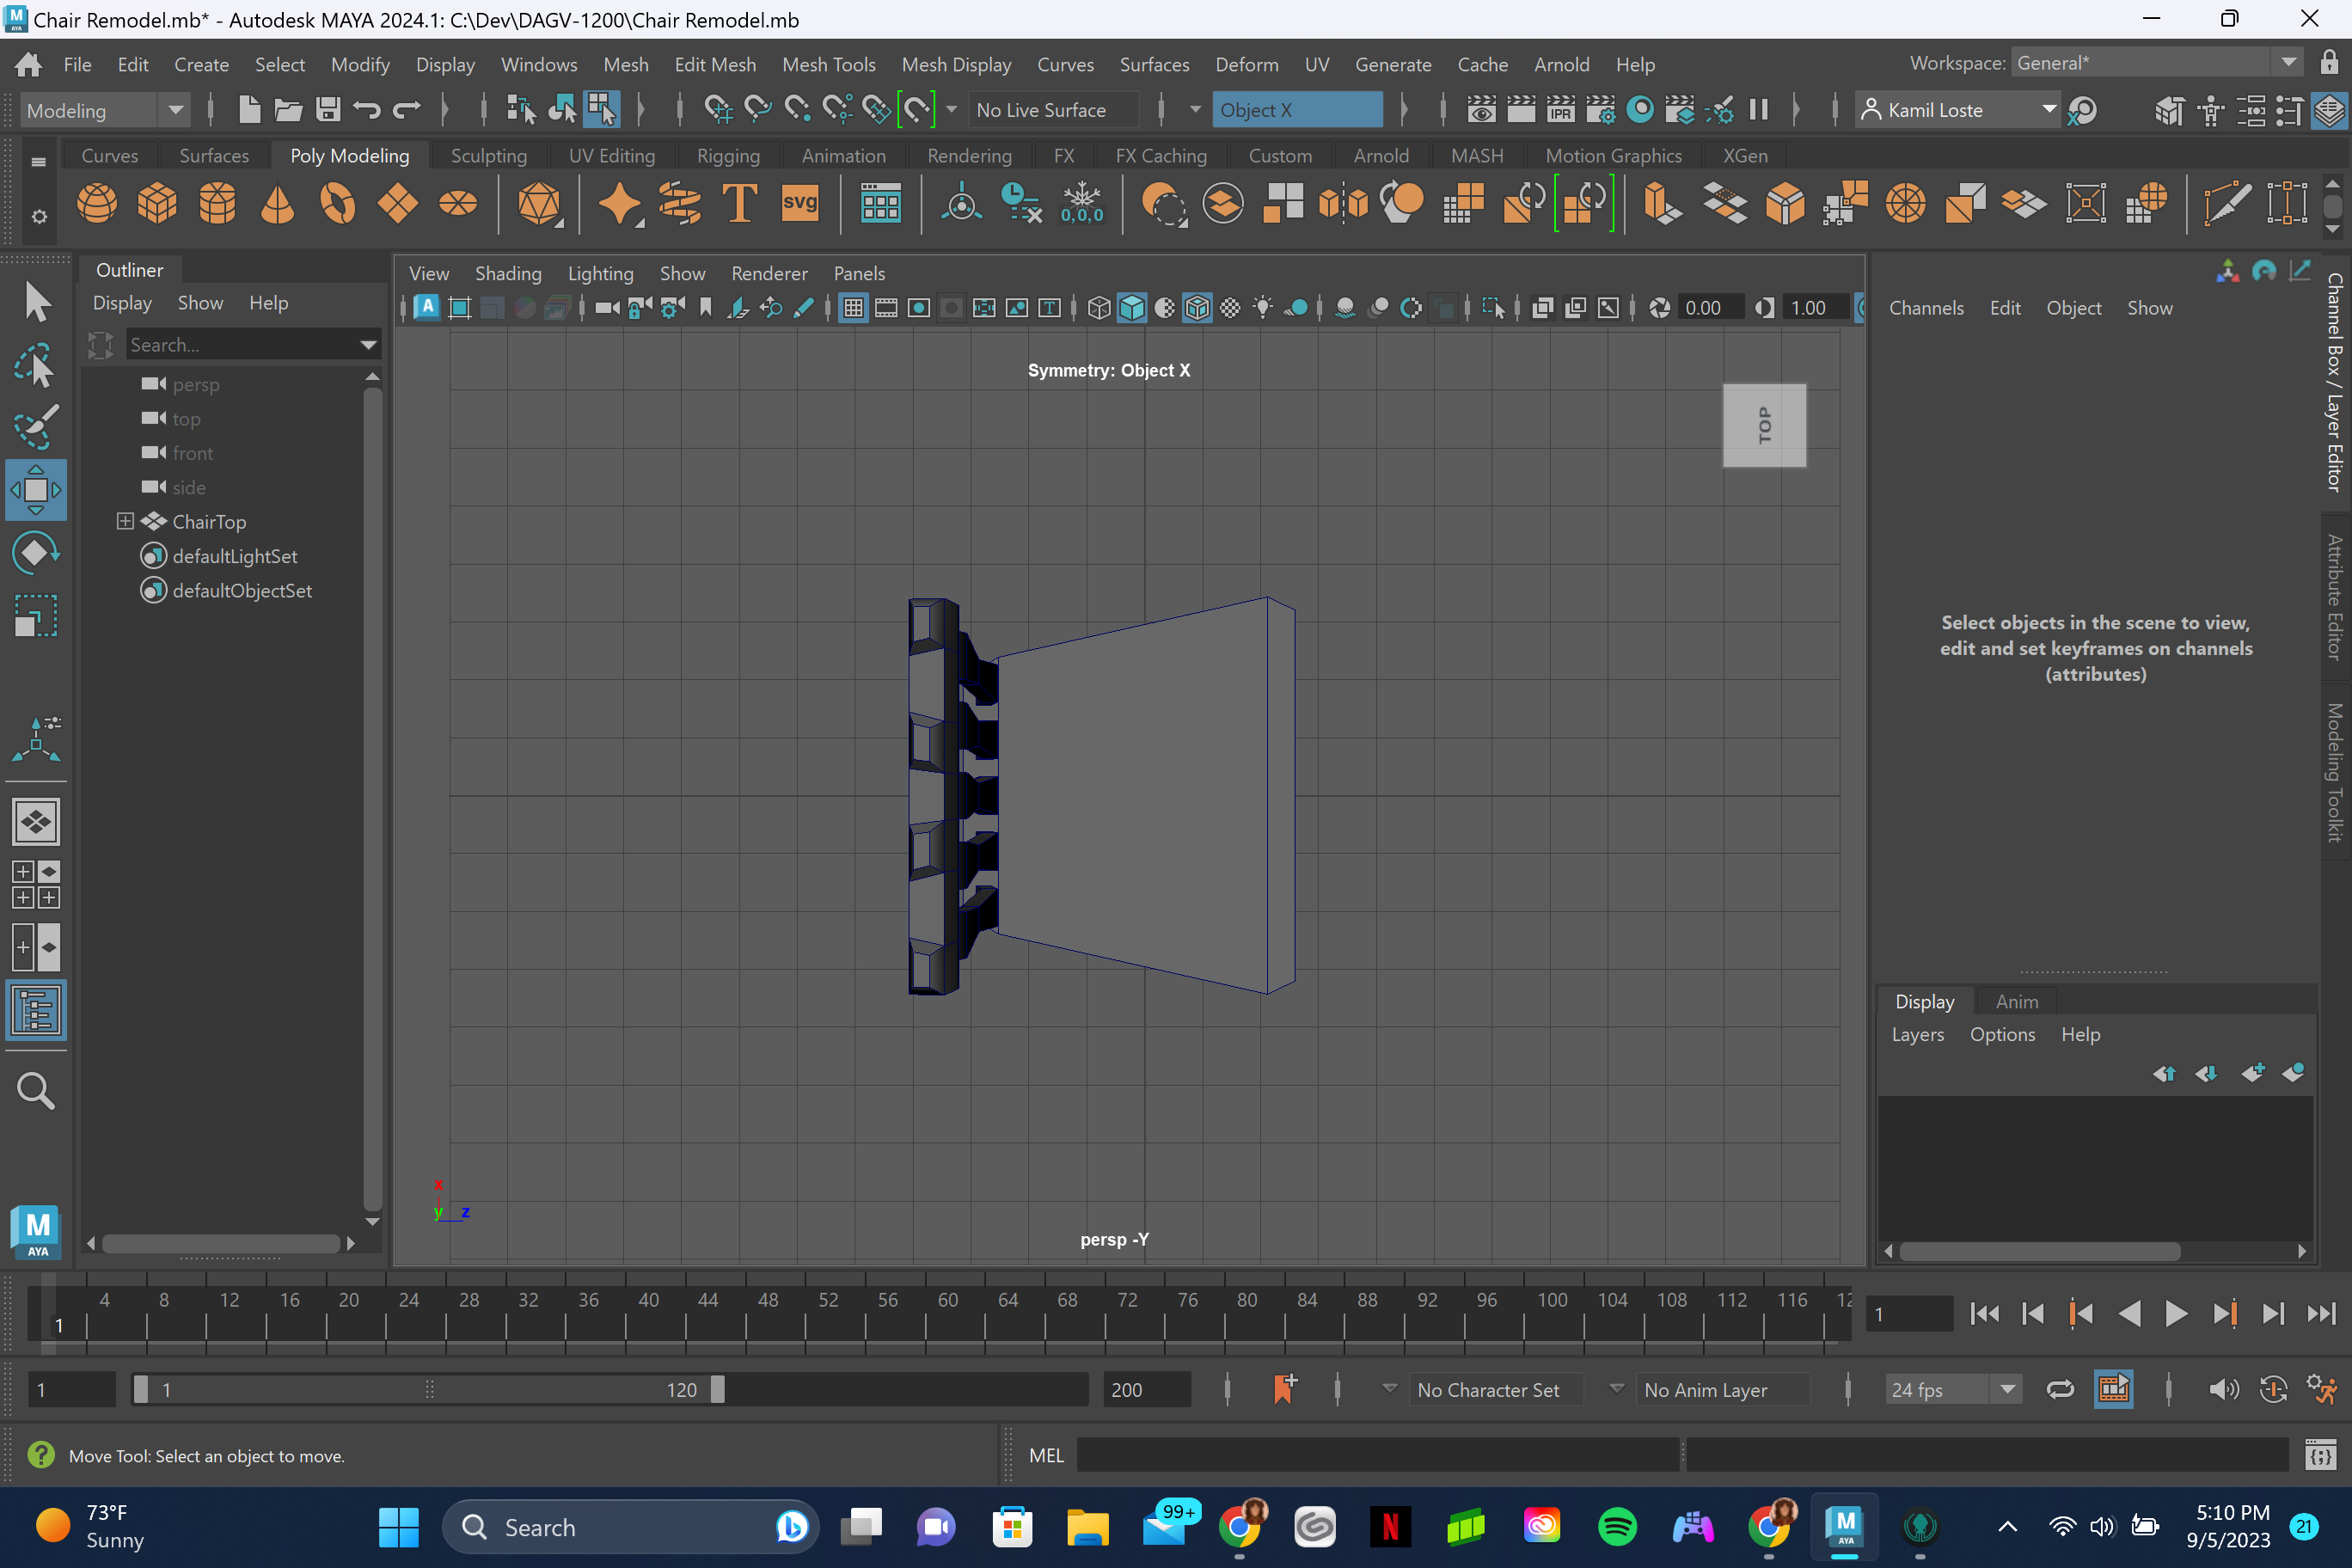 Chair Remodel.mb* - Autodesk MAYA 2024.1: C:\Dev\DAGV-1200\Chair Remodel.mb
File Edit Create Select Modify Display Windows Mesh Edit Mesh Mesh Tools Mesh Display Curves Surfaces Deform UV Generate Cache Arnold Help Workspace: General*
Modeling No Live Surface Object X IPR Kamil Loste
Curves Surfaces Poly Modeling Sculpting UV Editing Rigging Animation Rendering FX FX Caching Custom Arnold MASH Motion Graphics XGen
T svg 0,0,0
Outliner
Display Show Help
Search...
persp
top
front
side
ChairTop
defaultLightSet
defaultObjectSet
View Shading Lighting Show Renderer Panels
0.00 1.00
Symmetry: Object X
TOP
x
y z
persp -Y
Channels Edit Object Show
Select objects in the scene to view,
edit and set keyframes on channels
(attributes)
Channel Box / Layer Editor
Attribute Editor
Modeling Toolkit
Display Anim
Layers Options Help
M
AYA
4 8 12 16 20 24 28 32 36 40 44 48 52 56 60 64 68 72 76 80 84 88 92 96 100 104 108 112 116 12
1
1
1 1 120 200 No Character Set No Anim Layer 24 fps
Move Tool: Select an object to move. MEL
73°F
Sunny
Search
99+
M
AYA
5:10 PM
9/5/2023
21